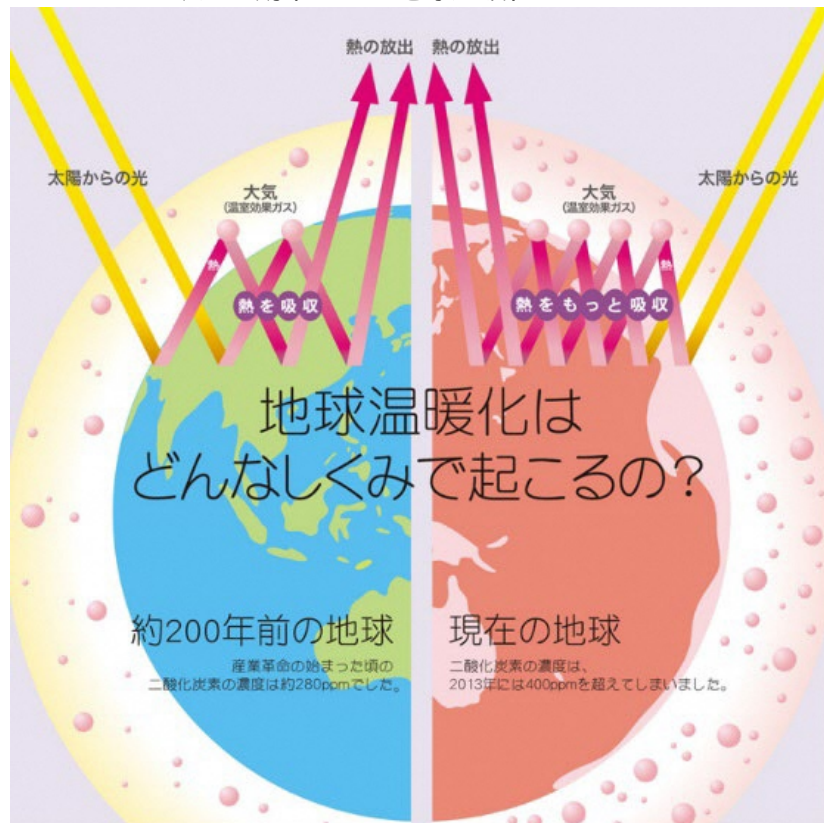 熱の放出 熱の放出
太陽からの光
大気
(温室効果ガス)
熱
熱を吸収
大気
(温室効果ガス)
太陽からの光
熱
熱をもっと吸収
地球温暖化は
どんなしくみで起こるの？
約200年前の地球
産業革命の始まった頃の
二酸化炭素の濃度は約280ppmでした。
現在の地球
二酸化炭素の濃度は、
2013年には400ppmを超えてしまいました。